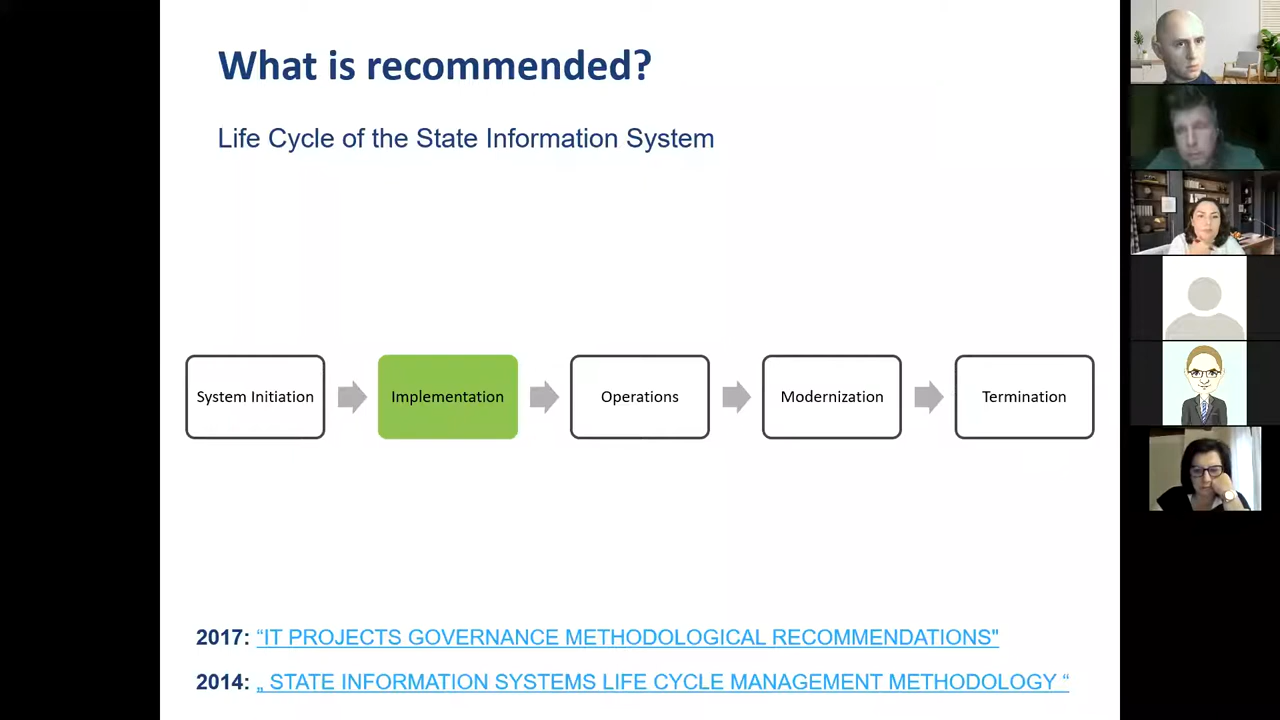 What is recommended?
Life Cycle of the State Information System
System Initiation
Implementation
Operations
Modernization
Termination
2017: “IT PROJECTS GOVERNANCE METHODOLOGICAL RECOMMENDATIONS"
2014: „ STATE INFORMATION SYSTEMS LIFE CYCLE MANAGEMENT METHODOLOGY “